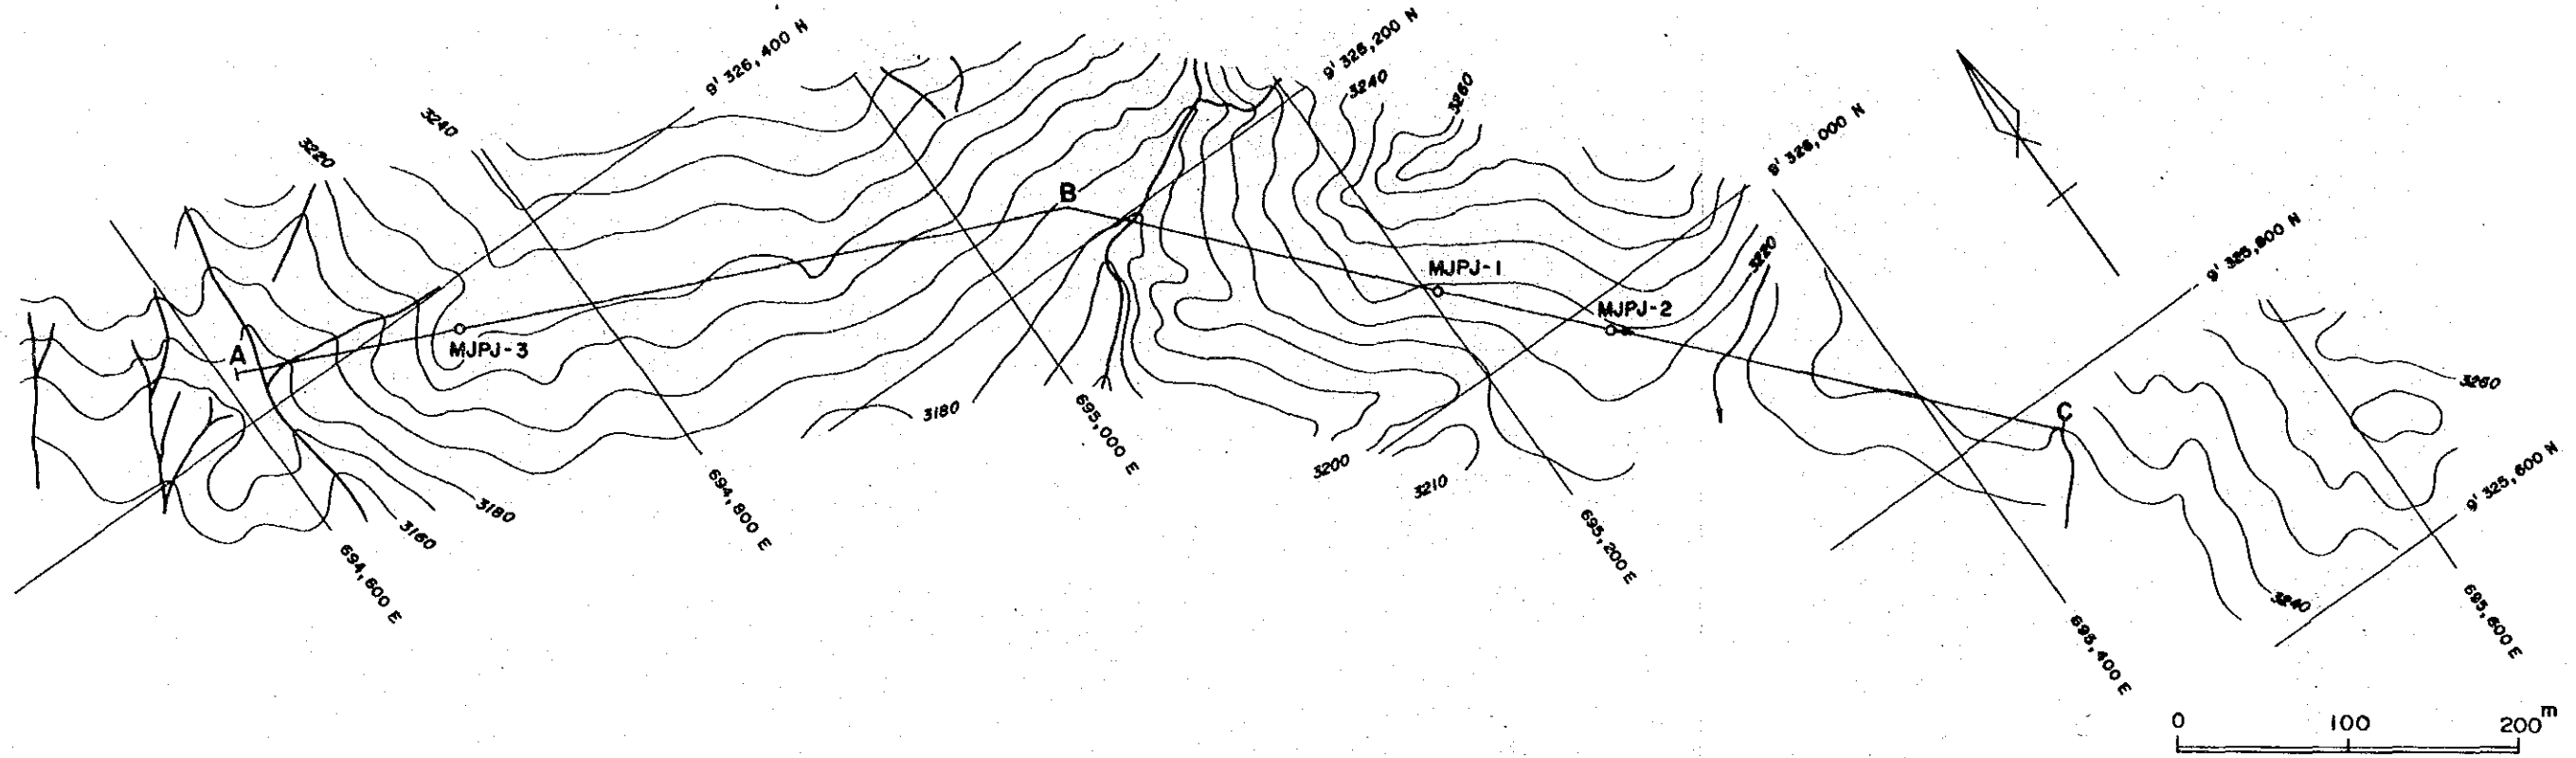 9' 326,400 N
9' 326,200 N
3240
3260
3240
3220
9' 326,000 N
B
9' 325,800 N
3220
MJPJ-1
MJPJ-2
A
MJPJ-3
3260
C
3180
695,000 E
3200
3210
9' 325,600 N
694,800 E
3180
3160
695,200 E
694,600 E
3240
695,600 E
695,400 E
0 100 200m